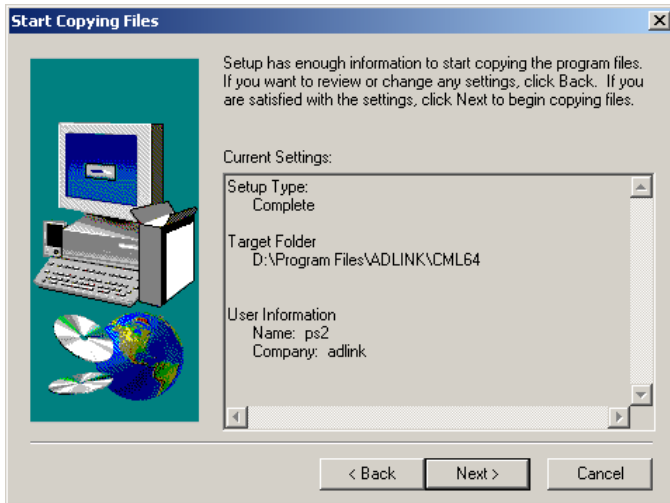 Start Copying Files
Setup has enough information to start copying the program files.
If you want to review or change any settings, click Back. If you
are satisfied with the settings, click Next to begin copying files.
Current Settings:
Setup Type:
Complete
Target Folder
D:\Program Files\ADLINK\CML64
User Information
Name: ps2
Company: adlink
< Back
Next >
Cancel